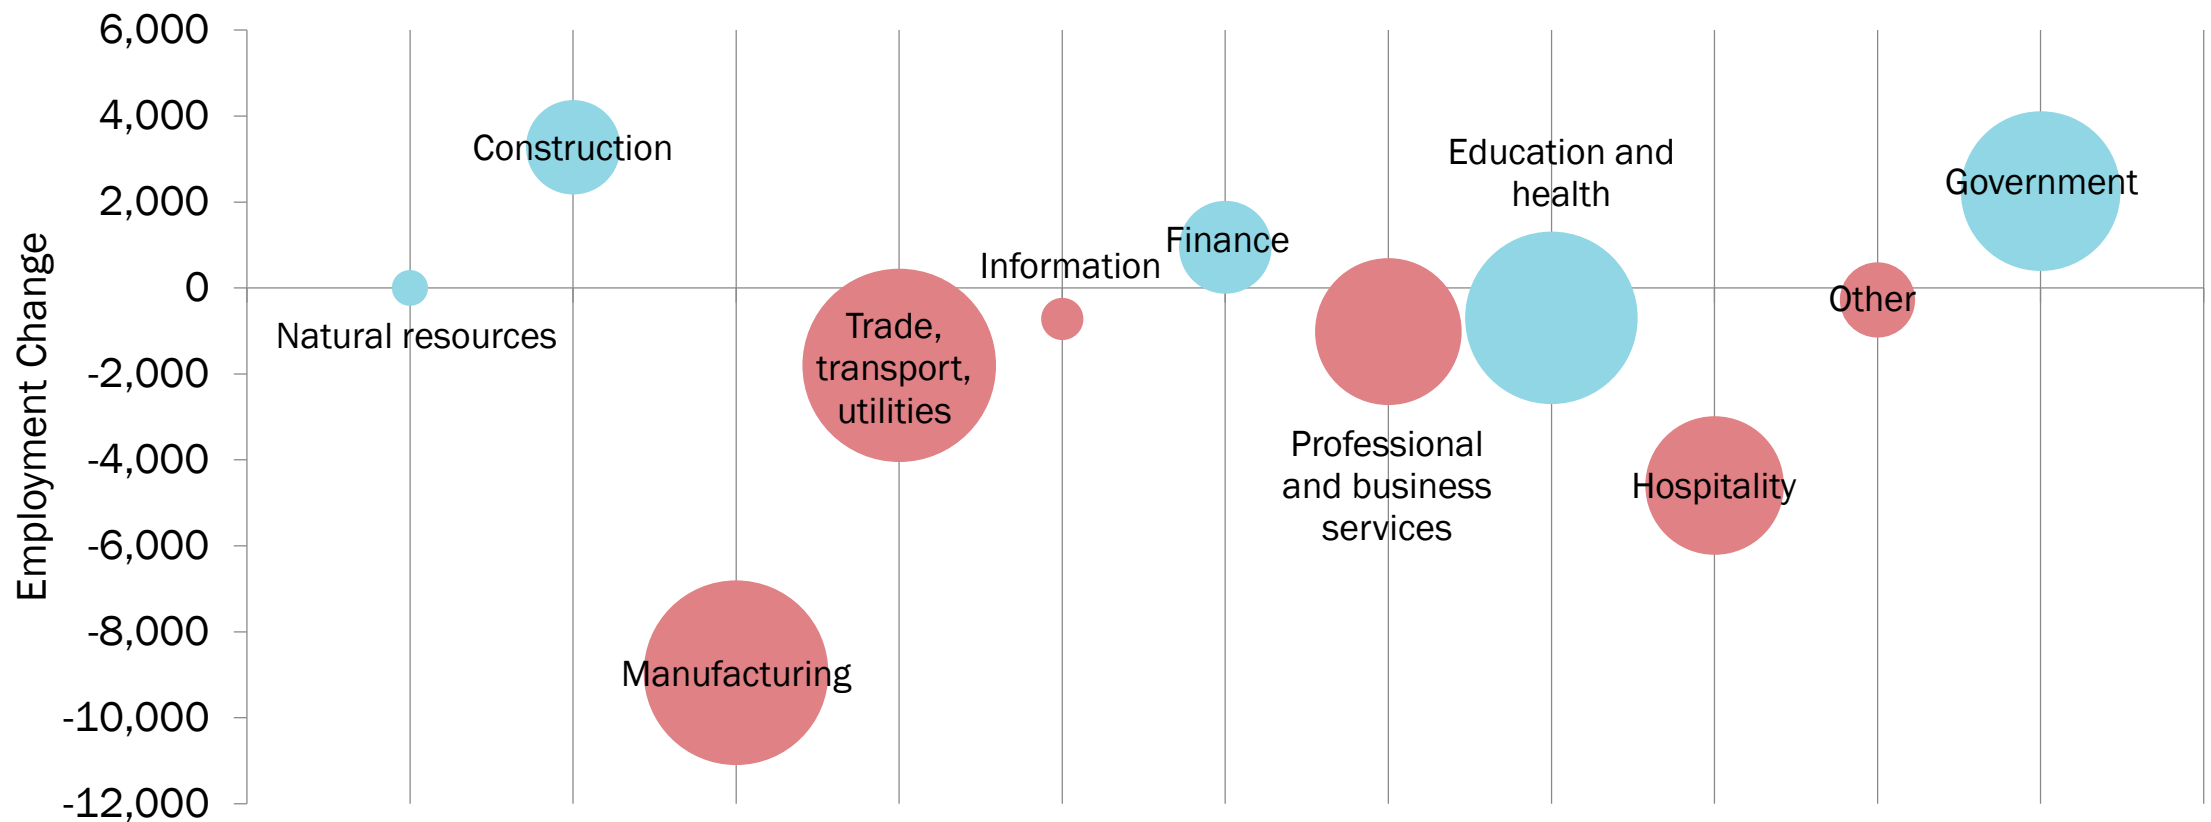 6,000
4,000
2,000
0
-2,000
-4,000
-6,000
-8,000
-10,000
-12,000
Employment Change
Natural resources
Construction
Manufacturing
Trade,
transport,
utilities
Information
Finance
Professional
and business
services
Education and
health
Hospitality
Other
Government